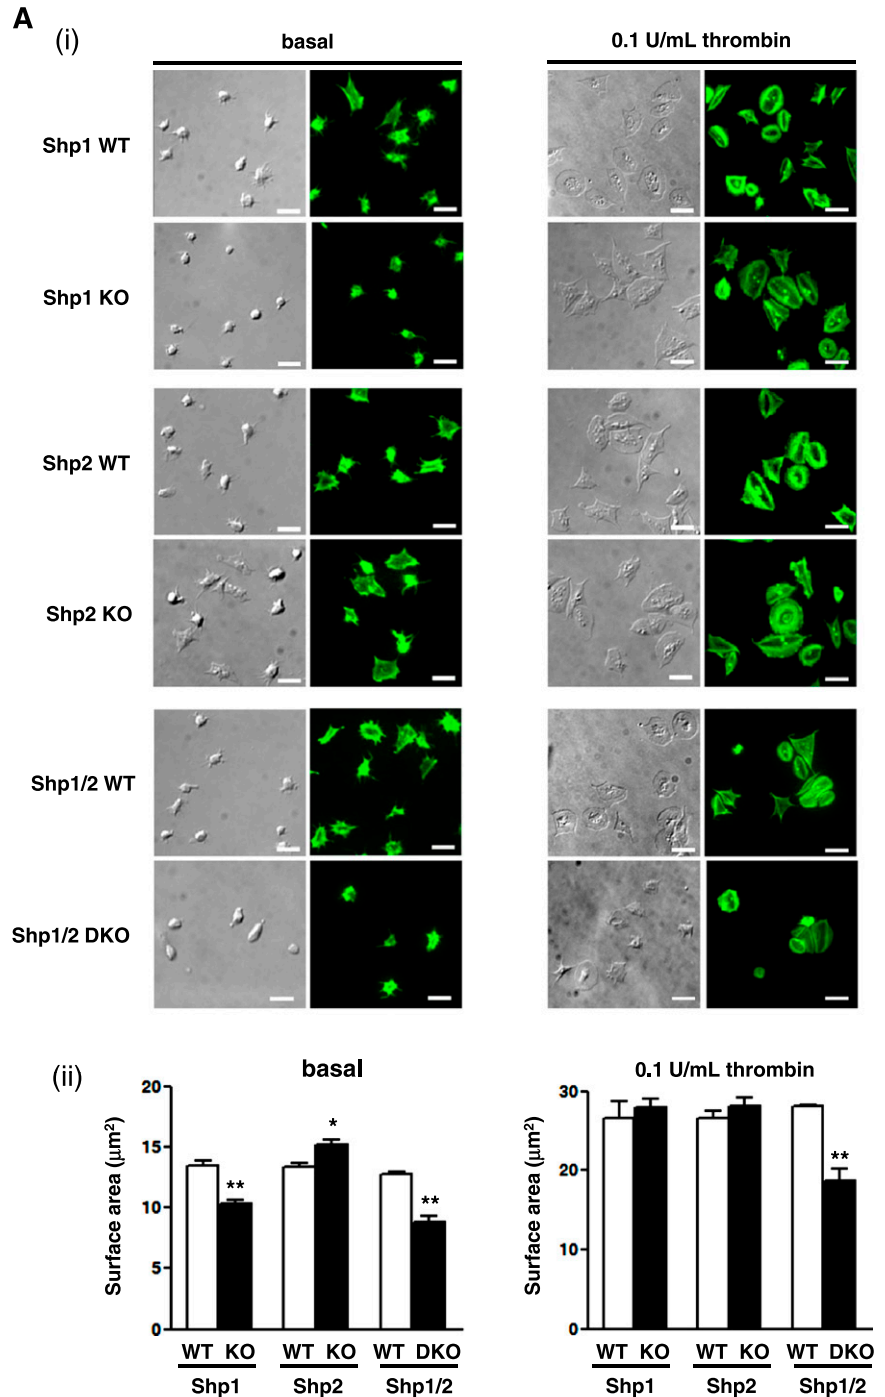 A
(i)
basal
0.1 U/mL thrombin
Shp1 WT
Shp1 KO
Shp2 WT
Shp2 KO
Shp1/2 WT
Shp1/2 DKO
(ii)
basal
Surface area (μm²)
20
15
10
5
0
**
*
**
WT KO WT KO WT DKO
Shp1 Shp2 Shp1/2
0.1 U/mL thrombin
Surface area (μm²)
30
20
10
0
**
WT KO WT KO WT DKO
Shp1 Shp2 Shp1/2